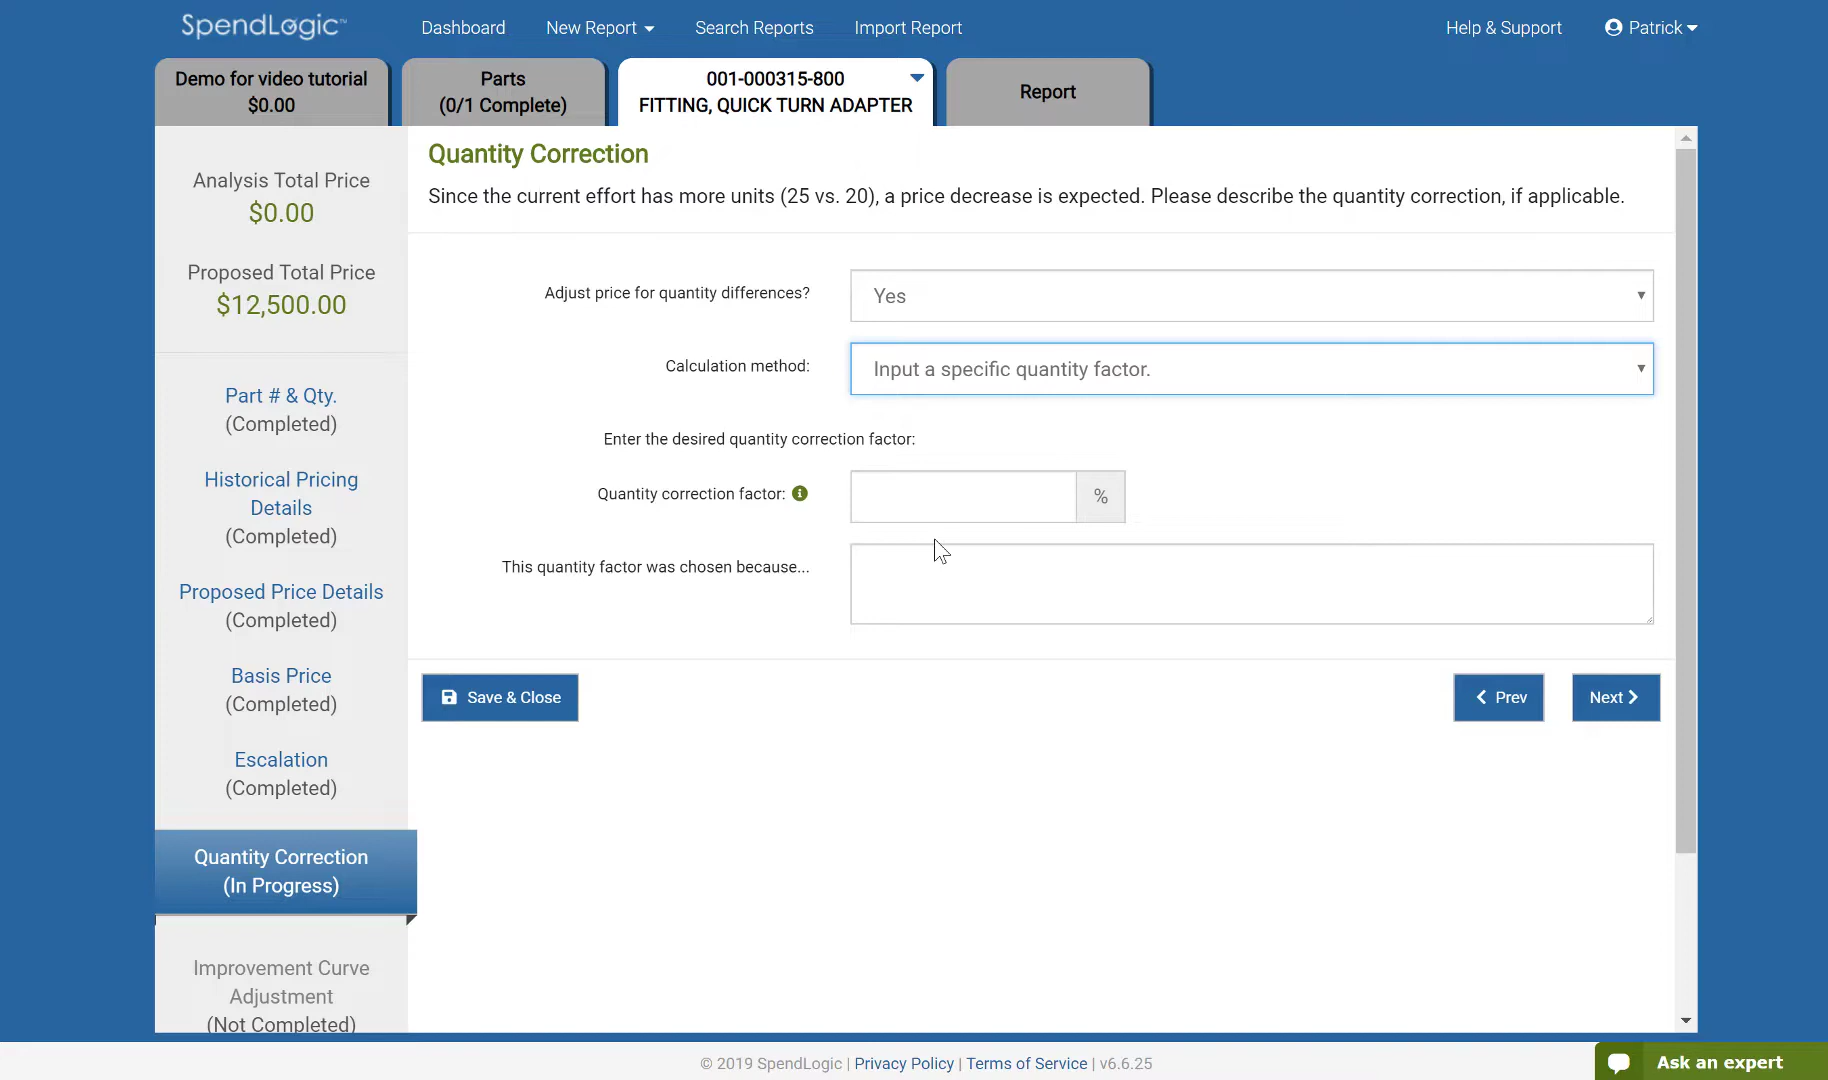 SpendLogic™
Dashboard
New Report
Search Reports
Import Report
Help & Support
Patrick
Demo for video tutorial
$0.00
Parts
(0/1 Complete)
001-000315-800
FITTING, QUICK TURN ADAPTER
Report
Analysis Total Price
$0.00
Proposed Total Price
$12,500.00
Part # & Qty.
(Completed)
Historical Pricing
Details
(Completed)
Proposed Price Details
(Completed)
Basis Price
(Completed)
Escalation
(Completed)
Quantity Correction
(In Progress)
Improvement Curve
Adjustment
(Not Completed)
Quantity Correction
Since the current effort has more units (25 vs. 20), a price decrease is expected. Please describe the quantity correction, if applicable.
Adjust price for quantity differences?
Yes
Calculation method:
Input a specific quantity factor.
Enter the desired quantity correction factor:
Quantity correction factor:
%
This quantity factor was chosen because...
Save & Close
Prev
Next
© 2019 SpendLogic | Privacy Policy | Terms of Service | v6.6.25
Ask an expert